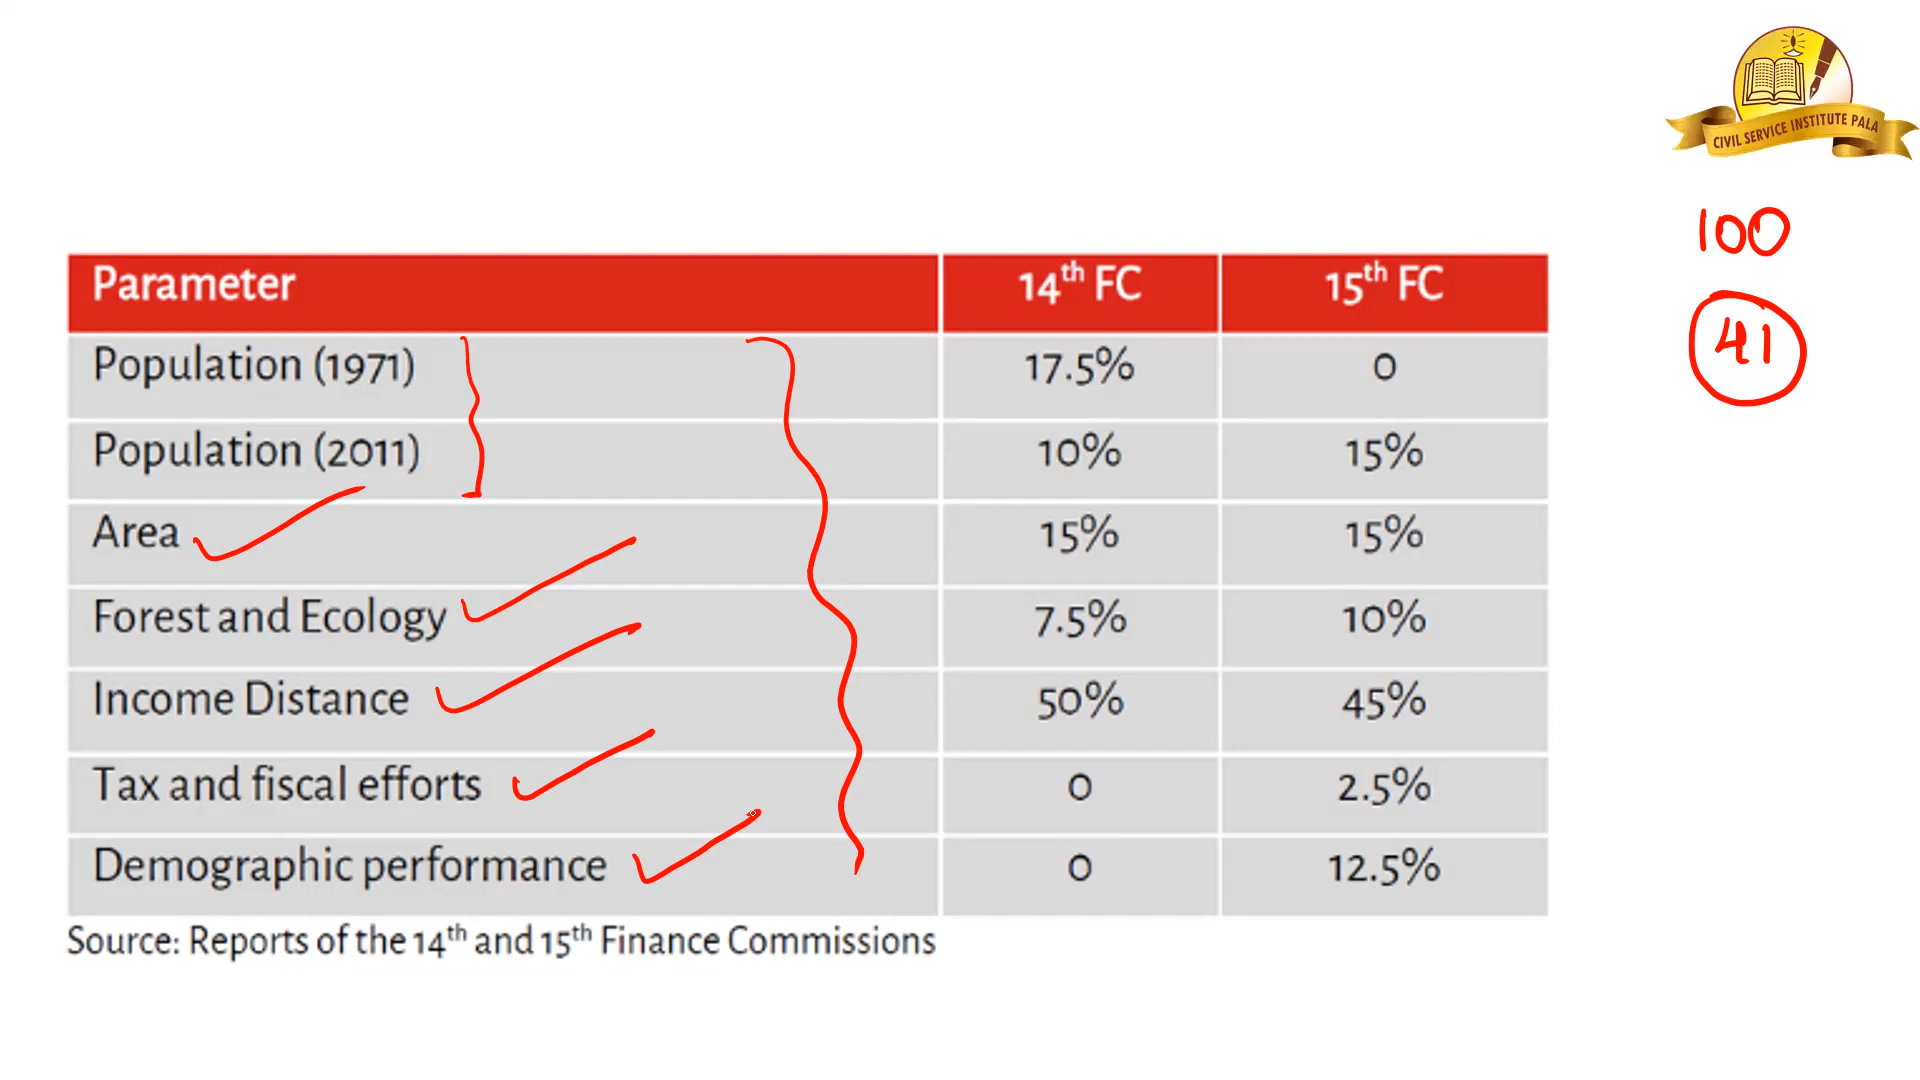 CIVIL SERVICE INSTITUTE PALA
100
41
Parameter 14th FC 15th FC
Population (1971) 17.5% 0
Population (2011) 10% 15%
Area 15% 15%
Forest and Ecology 7.5% 10%
Income Distance 50% 45%
Tax and fiscal efforts 0 2.5%
Demographic performance 0 12.5%
Source: Reports of the 14th and 15th Finance Commissions